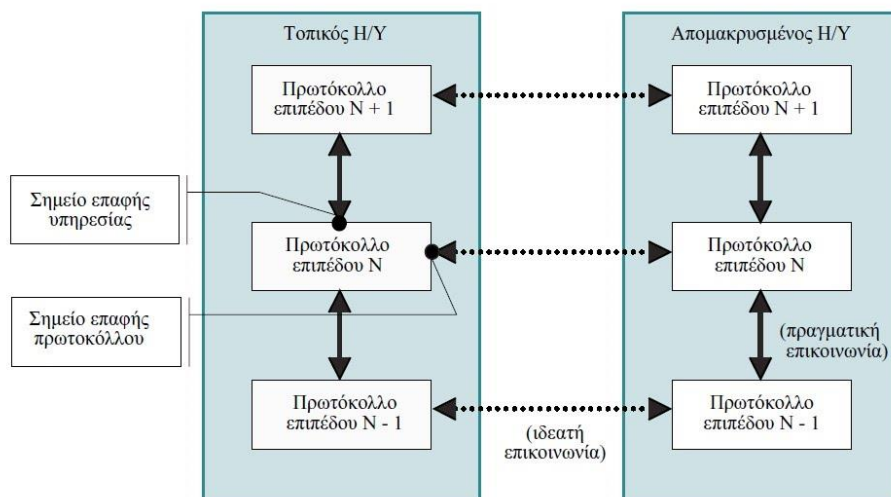 Τοπικός Η/Υ
Απομακρυσμένος Η/Υ
Πρωτόκολλο
επιπέδου N + 1
Πρωτόκολλο
επιπέδου N + 1
Σημείο επαφής
υπηρεσίας
Πρωτόκολλο
επιπέδου N
Πρωτόκολλο
επιπέδου N
Σημείο επαφής
πρωτοκόλλου
(πραγματική
επικοινωνία)
Πρωτόκολλο
επιπέδου N - 1
Πρωτόκολλο
επιπέδου N - 1
(ιδεατή
επικοινωνία)